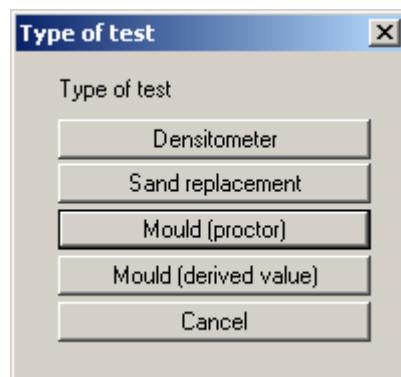 Type of test
Type of test
Densitometer
Sand replacement
Mould (proctor)
Mould (derived value)
Cancel